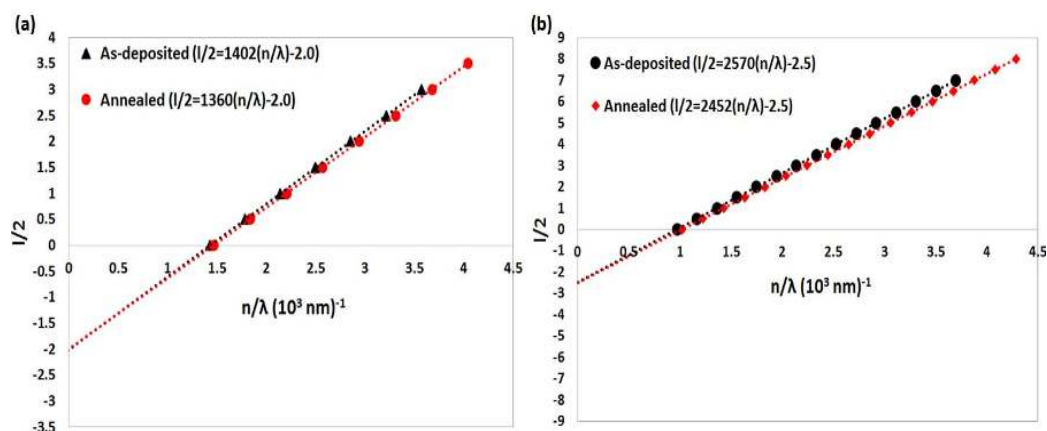 (a)
4
3.5
3
2.5
2
1.5
1
0.5
0
-0.5
-1
-1.5
-2
-2.5
-3
-3.5
l/2
As-deposited (l/2=1402(n/λ)-2.0)
Annealed (l/2=1360(n/λ)-2.0)
0 0.5 1 1.5 2 2.5 3 3.5 4 4.5
n/λ (10³ nm)⁻¹
(b)
9
8
7
6
5
4
3
2
1
0
-1
-2
-3
-4
-5
-6
-7
-8
-9
l/2
As-deposited (l/2=2570(n/λ)-2.5)
Annealed (l/2=2452(n/λ)-2.5)
0 0.5 1 1.5 2 2.5 3 3.5 4 4.5
n/λ (10³ nm)⁻¹